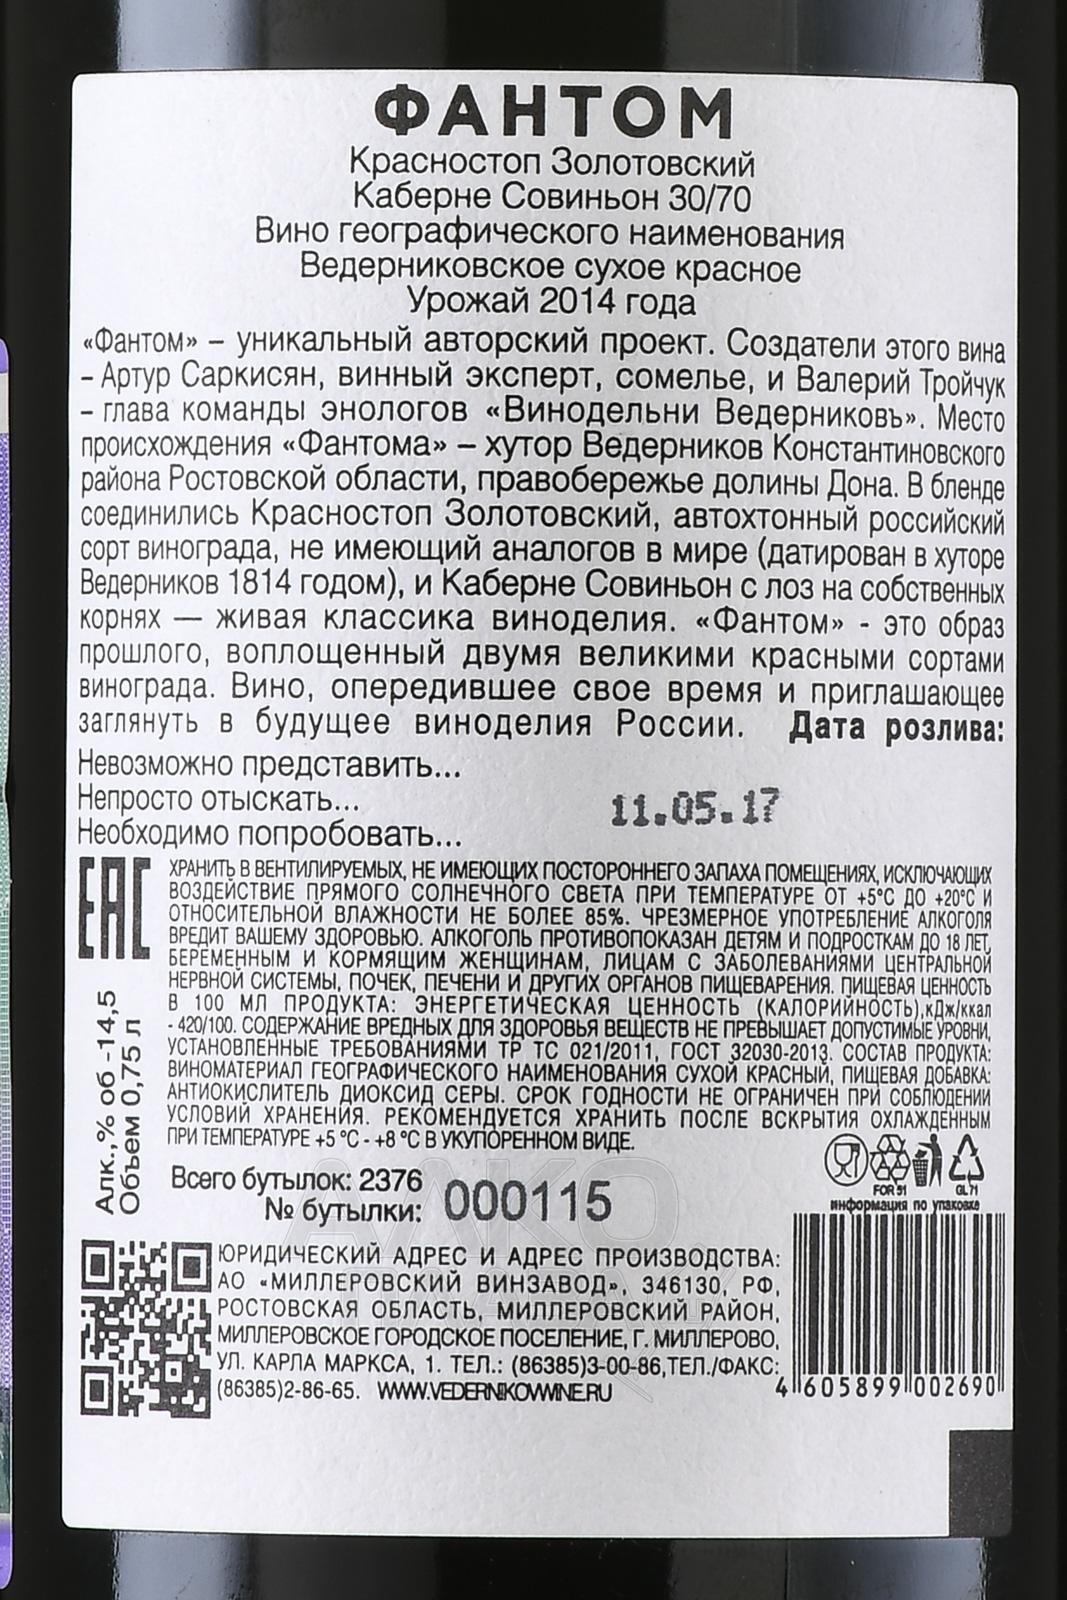 ФАНТОМ
Красностоп Золотовский
Каберне Совиньон 30/70
Вино географического наименования
Ведерниковское сухое красное
Урожай 2014 года
«Фантом» – уникальный авторский проект. Создатели этого вина
– Артур Саркисян, винный эксперт, сомелье, и Валерий Тройчук
– глава команды энологов «Винодельни Ведерниковъ». Место
происхождения «Фантома» – хутор Ведерников Константиновского
района Ростовской области, правобережье долины Дона. В бленде
соединились Красностоп Золотовский, автохтонный российский
сорт винограда, не имеющий аналогов в мире (датирован в хуторе
Ведерников 1814 годом), и Каберне Совиньон с лоз на собственных
корнях — живая классика виноделия. «Фантом» - это образ
прошлого, воплощенный двумя великими красными сортами
винограда. Вино, опередившее свое время и приглашающее
заглянуть в будущее виноделия России. Дата розлива:
Невозможно представить...
Непросто отыскать...
Необходимо попробовать...
11.05.17
ЕАС
ХРАНИТЬ В ВЕНТИЛИРУЕМЫХ, НЕ ИМЕЮЩИХ ПОСТОРОННЕГО ЗАПАХА ПОМЕЩЕНИЯХ, ИСКЛЮЧАЮЩИХ
ВОЗДЕЙСТВИЕ ПРЯМОГО СОЛНЕЧНОГО СВЕТА ПРИ ТЕМПЕРАТУРЕ ОТ +5°С ДО +20°С И
ОТНОСИТЕЛЬНОЙ ВЛАЖНОСТИ НЕ БОЛЕЕ 85%. ЧРЕЗМЕРНОЕ УПОТРЕБЛЕНИЕ АЛКОГОЛЯ
ВРЕДИТ ВАШЕМУ ЗДОРОВЬЮ. АЛКОГОЛЬ ПРОТИВОПОКАЗАН ДЕТЯМ И ПОДРОСТКАМ ДО 18 ЛЕТ,
БЕРЕМЕННЫМ И КОРМЯЩИМ ЖЕНЩИНАМ, ЛИЦАМ С ЗАБОЛЕВАНИЯМИ ЦЕНТРАЛЬНОЙ
НЕРВНОЙ СИСТЕМЫ, ПОЧЕК, ПЕЧЕНИ И ДРУГИХ ОРГАНОВ ПИЩЕВАРЕНИЯ. ПИЩЕВАЯ ЦЕННОСТЬ
В 100 МЛ ПРОДУКТА: ЭНЕРГЕТИЧЕСКАЯ ЦЕННОСТЬ (КАЛОРИЙНОСТЬ),кДж/ккал
- 420/100. СОДЕРЖАНИЕ ВРЕДНЫХ ДЛЯ ЗДОРОВЬЯ ВЕЩЕСТВ НЕ ПРЕВЫШАЕТ ДОПУСТИМЫЕ УРОВНИ,
УСТАНОВЛЕННЫЕ ТРЕБОВАНИЯМИ ТР ТС 021/2011, ГОСТ 32030-2013. СОСТАВ ПРОДУКТА:
ВИНОМАТЕРИАЛ ГЕОГРАФИЧЕСКОГО НАИМЕНОВАНИЯ СУХОЙ КРАСНЫЙ, ПИЩЕВАЯ ДОБАВКА:
АНТИОКИСЛИТЕЛЬ ДИОКСИД СЕРЫ. СРОК ГОДНОСТИ НЕ ОГРАНИЧЕН ПРИ СОБЛЮДЕНИИ
УСЛОВИЙ ХРАНЕНИЯ. РЕКОМЕНДУЕТСЯ ХРАНИТЬ ПОСЛЕ ВСКРЫТИЯ ОХЛАЖДЕННЫМ
ПРИ ТЕМПЕРАТУРЕ +5 °С - +8 °С В УКУПОРЕННОМ ВИДЕ.
Алк.,% об -14,5
Объем 0,75 л
Всего бутылок: 2376
№ бутылки: 000115
FOR 51
GL 71
информация по упаковке
ЮРИДИЧЕСКИЙ АДРЕС И АДРЕС ПРОИЗВОДСТВА:
АО «МИЛЛЕРОВСКИЙ ВИНЗАВОД», 346130, РФ,
РОСТОВСКАЯ ОБЛАСТЬ, МИЛЛЕРОВСКИЙ РАЙОН,
МИЛЛЕРОВСКОЕ ГОРОДСКОЕ ПОСЕЛЕНИЕ, Г. МИЛЛЕРОВО,
УЛ. КАРЛА МАРКСА, 1. ТЕЛ.: (86385)3-00-86,ТЕЛ./ФАКС:
(86385)2-86-65. WWW.VEDERNIKOVWINE.RU
4 605899 002690